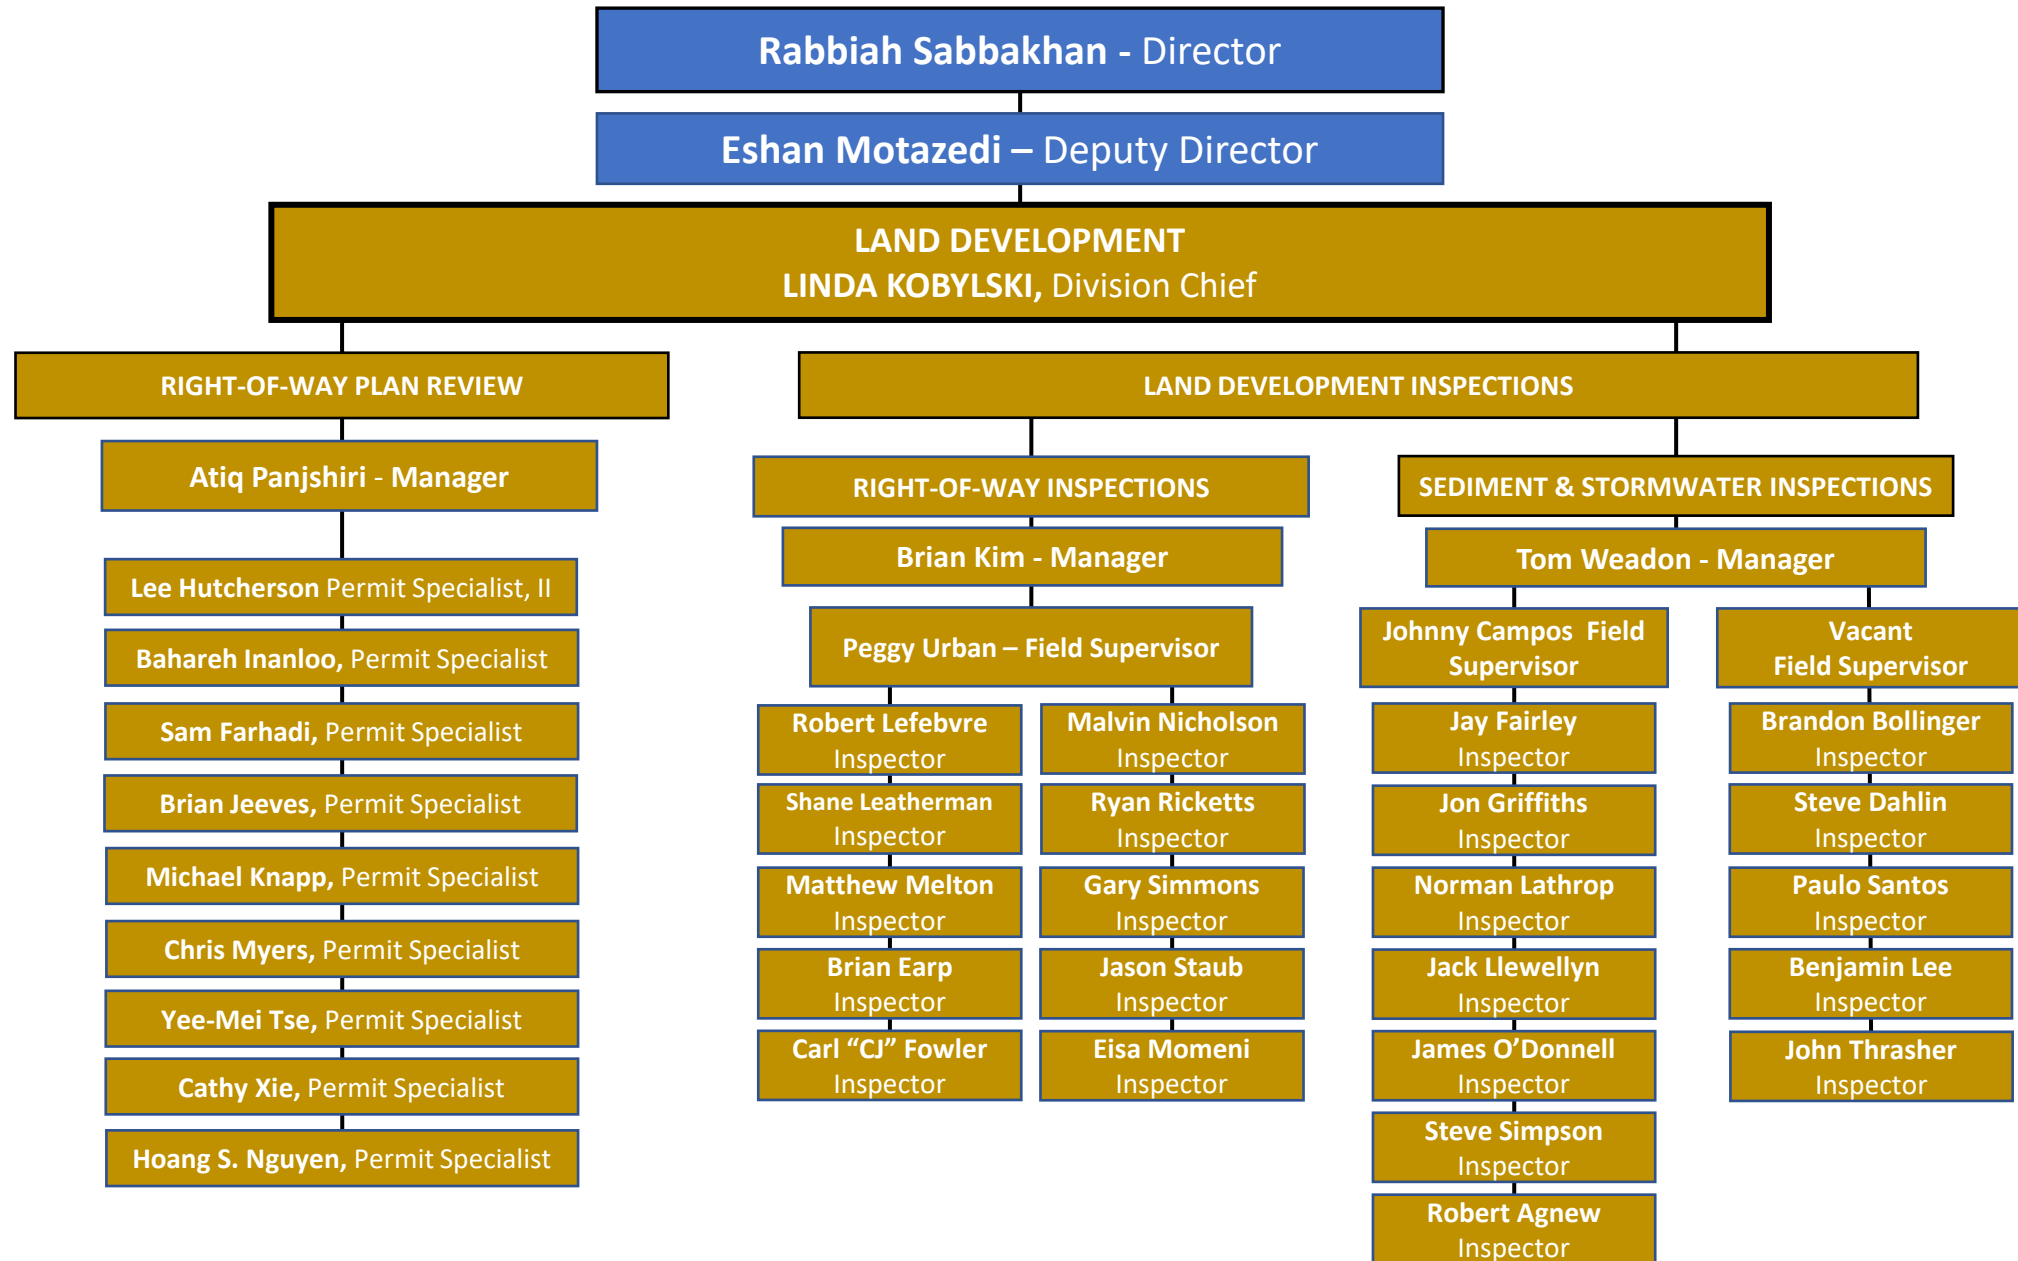 Rabbiah Sabbakhan - Director
Eshan Motazedi – Deputy Director
LAND DEVELOPMENT
LINDA KOBYLSKI, Division Chief
RIGHT-OF-WAY PLAN REVIEW
Atiq Panjshiri - Manager
Lee Hutcherson Permit Specialist, II
Bahareh Inanloo, Permit Specialist
Sam Farhadi, Permit Specialist
Brian Jeeves, Permit Specialist
Michael Knapp, Permit Specialist
Chris Myers, Permit Specialist
Yee-Mei Tse, Permit Specialist
Cathy Xie, Permit Specialist
Hoang S. Nguyen, Permit Specialist
LAND DEVELOPMENT INSPECTIONS
RIGHT-OF-WAY INSPECTIONS
Brian Kim - Manager
Peggy Urban – Field Supervisor
Robert Lefebvre
Inspector
Shane Leatherman
Inspector
Matthew Melton
Inspector
Brian Earp
Inspector
Carl “CJ” Fowler
Inspector
Malvin Nicholson
Inspector
Ryan Ricketts
Inspector
Gary Simmons
Inspector
Jason Staub
Inspector
Eisa Momeni
Inspector
SEDIMENT & STORMWATER INSPECTIONS
Tom Weadon - Manager
Johnny Campos Field
Supervisor
Jay Fairley
Inspector
Jon Griffiths
Inspector
Norman Lathrop
Inspector
Jack Llewellyn
Inspector
James O’Donnell
Inspector
Steve Simpson
Inspector
Robert Agnew
Inspector
Vacant
Field Supervisor
Brandon Bollinger
Inspector
Steve Dahlin
Inspector
Paulo Santos
Inspector
Benjamin Lee
Inspector
John Thrasher
Inspector